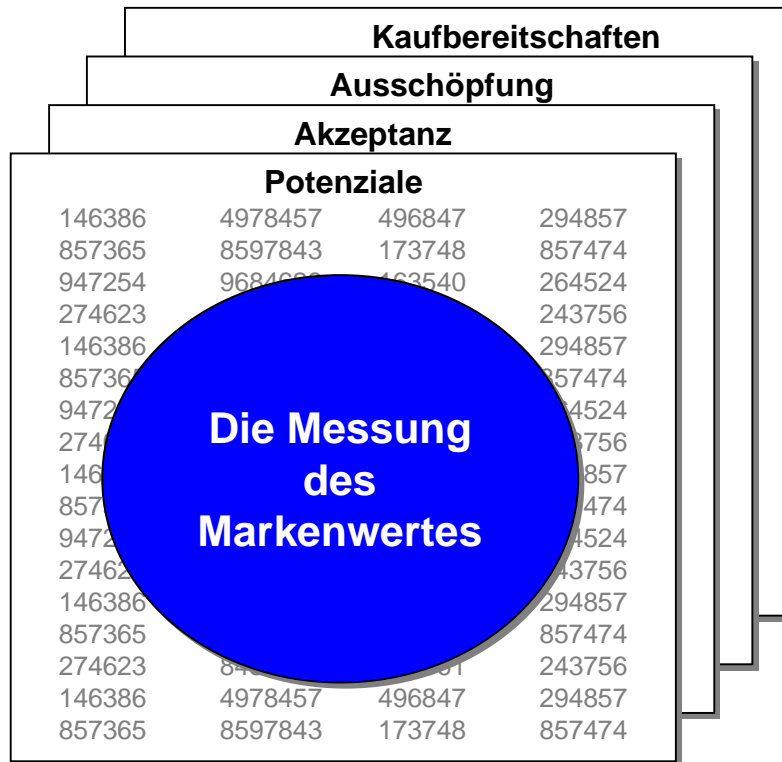 Kaufbereitschaften
Ausschöpfung
Akzeptanz
Potenziale
146386 4978457 496847 294857
857365 8597843 173748 857474
947254 264524
274623 243756
146386 294857
Die Messung
des
Markenwertes
146386 294857
857365 857474
274623 243756
146386 4978457 496847 294857
857365 8597843 173748 857474